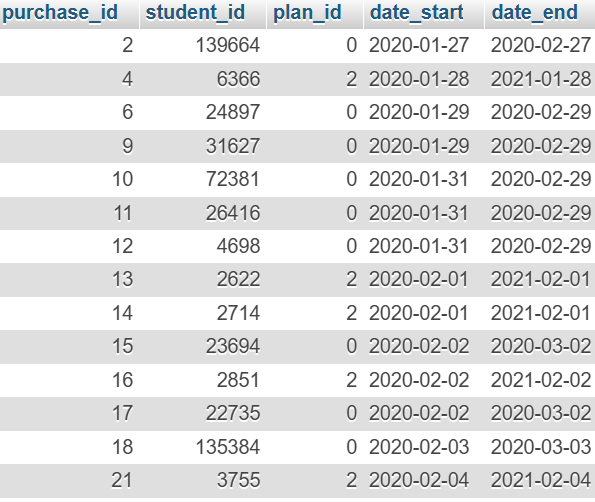 purchase_id student_id plan_id date_start date_end
2 139664 0 2020-01-27 2020-02-27
4 6366 2 2020-01-28 2021-01-28
6 24897 0 2020-01-29 2020-02-29
9 31627 0 2020-01-29 2020-02-29
10 72381 0 2020-01-31 2020-02-29
11 26416 0 2020-01-31 2020-02-29
12 4698 0 2020-01-31 2020-02-29
13 2622 2 2020-02-01 2021-02-01
14 2714 2 2020-02-01 2021-02-01
15 23694 0 2020-02-02 2020-03-02
16 2851 2 2020-02-02 2021-02-02
17 22735 0 2020-02-02 2020-03-02
18 135384 0 2020-02-03 2020-03-03
21 3755 2 2020-02-04 2021-02-04